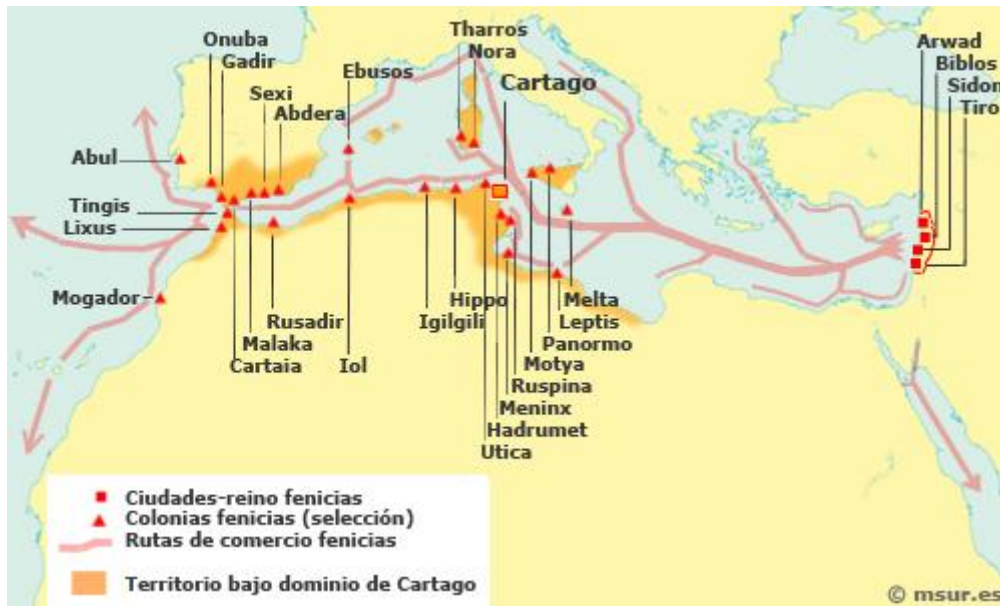 Onuba
Gadir
Sexi
Abdera
Ebusos
Tharros
Nora
Cartago
Arwad
Biblos
Sidon
Tiro
Abul
Tingis
Lixus
Mogador
Rusadir
Malaka
Cartaia
Iol
Hippo
Igilgili
Melta
Leptis
Panormo
Motya
Ruspina
Meninx
Hadrumet
Utica
Ciudades-reino fenicias
Colonias fenicias (selección)
Rutas de comercio fenicias
Territorio bajo dominio de Cartago
© msur.es